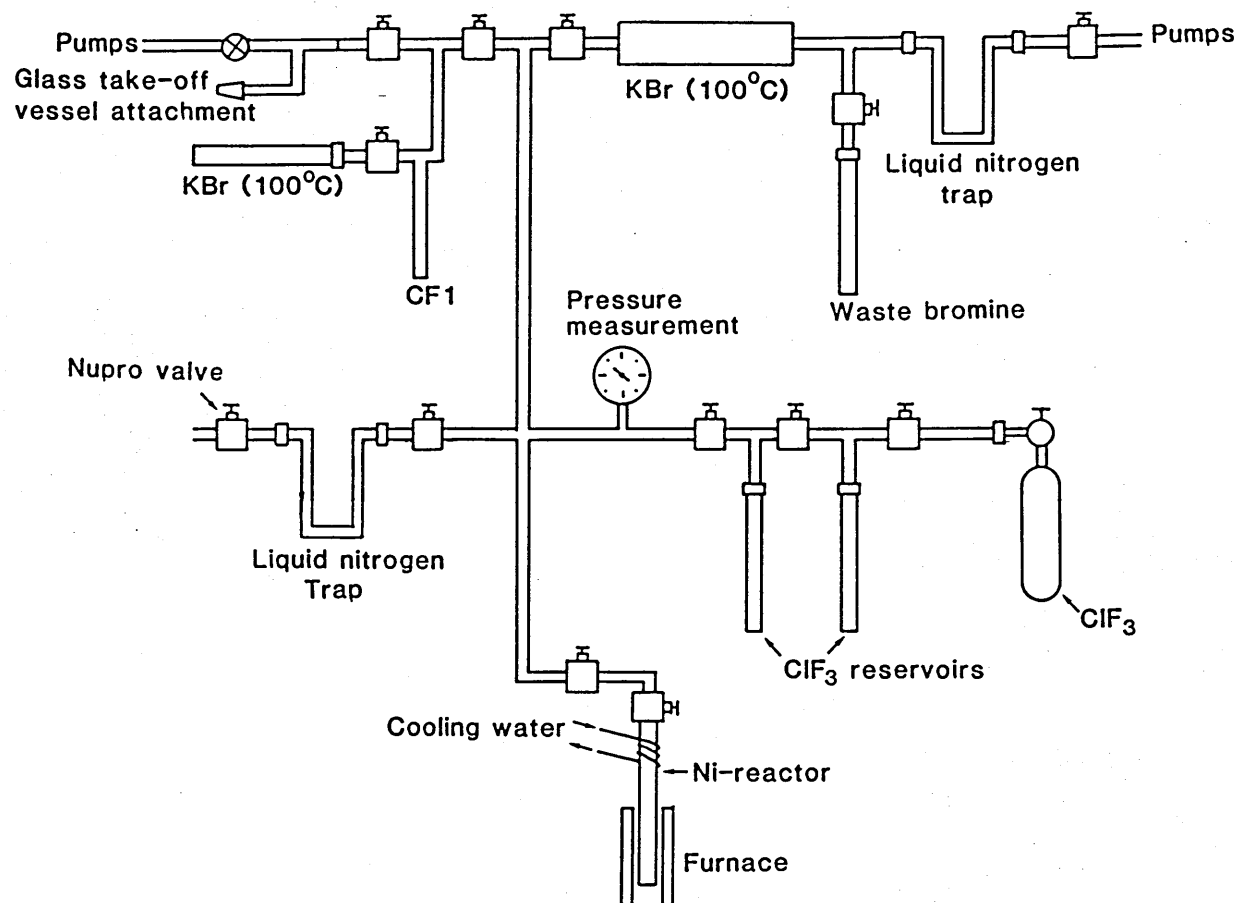 Pumps
Glass take-off
vessel attachment
KBr (100°C)
CF1
KBr (100°C)
Pumps
Liquid nitrogen
trap
Waste bromine
Pressure
measurement
Nupro valve
Liquid nitrogen
Trap
ClF₃ reservoirs
ClF₃
Cooling water
Ni-reactor
Furnace